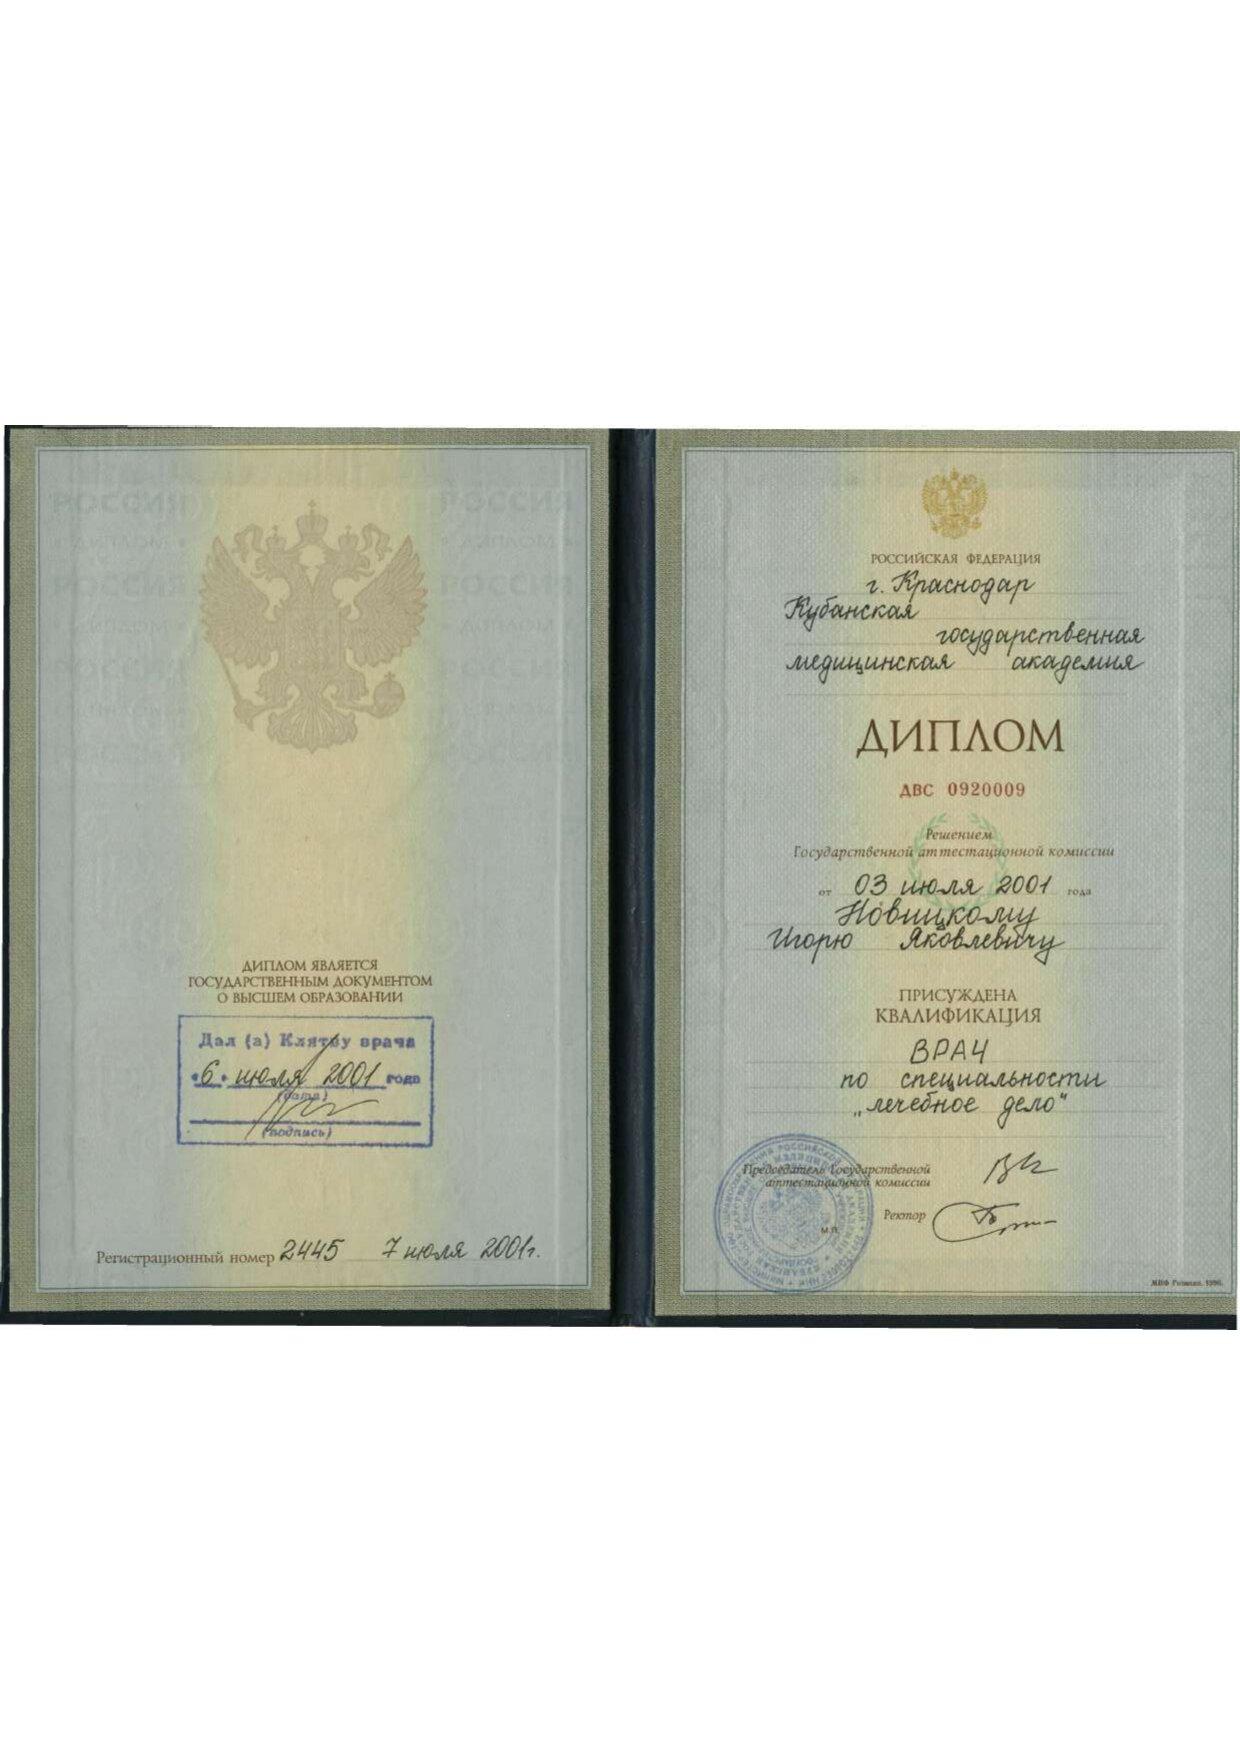 ДИПЛОМ ЯВЛЯЕТСЯ
ГОСУДАРСТВЕННЫМ ДОКУМЕНТОМ
О ВЫСШЕМ ОБРАЗОВАНИИ
Дал (а) Клятву врача
"6" июля 2001 года
(дата)
(подпись)
Регистрационный номер 2445 7 июля 2001г.
РОССИЙСКАЯ ФЕДЕРАЦИЯ
г. Краснодар
Кубанская
государственная
медицинская академия
ДИПЛОМ
ДВС 0920009
Решением
Государственной аттестационной комиссии
от 03 июля 2001 года
Новицкому
Игорю Яковлевичу
ПРИСУЖДЕНА
КВАЛИФИКАЦИЯ
ВРАЧ
по специальности
„лечебное дело"
Председатель Государственной
аттестационной комиссии
М.П.
Ректор